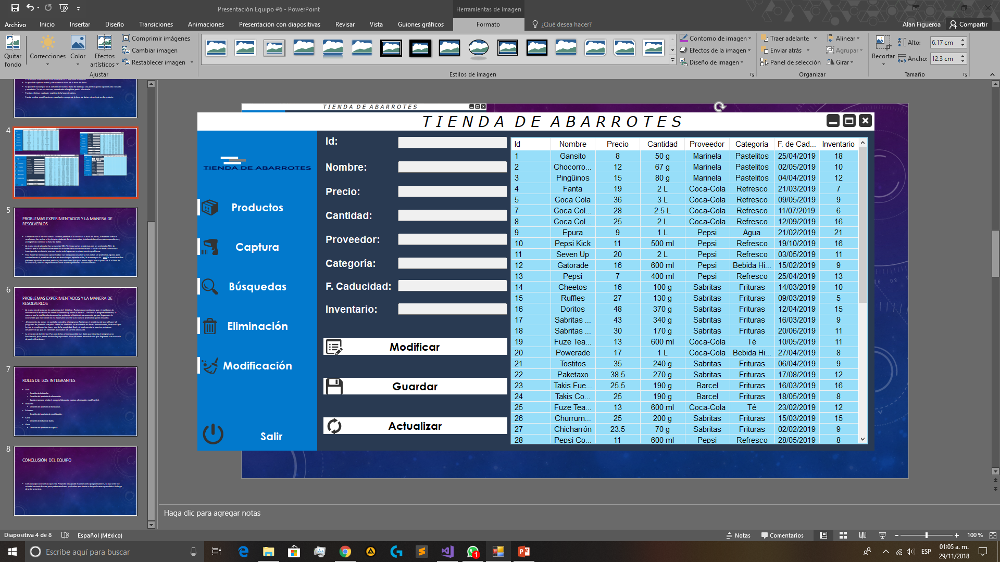 Presentación Equipo #6 - PowerPoint
Herramientas de imagen
Archivo Inicio Insertar Diseño Transiciones Animaciones Presentación con diapositivas Revisar Vista Guiones gráficos Formato ¿Qué desea hacer? Alan Figueroa Compartir
Quitar fondo
Correcciones
Color
Efectos artísticos
Comprimir imágenes
Cambiar imagen
Restablecer imagen
Ajustar
Estilos de imagen
Contorno de imagen
Efectos de la imagen
Diseño de imagen
Traer adelante
Enviar atrás
Panel de selección
Alinear
Agrupar
Girar
Organizar
Recortar
Alto: 6.17 cm
Ancho: 12.3 cm
Tamaño
4
5
PROBLEMAS EXPERIMENTADOS Y LA MANERA DE
RESOLVERLOS
6
PROBLEMAS EXPERIMENTADOS Y LA MANERA DE
RESOLVERLOS
7
ROLES DE LOS INTEGRANTES
8
CONCLUSIÓN DEL EQUIPO
TIENDA DE ABARROTES
TIENDA DE ABARROTES
TIENDA DE ABARROTES
Productos
Captura
Búsquedas
Eliminación
Modificación
Salir
Id:
Nombre:
Precio:
Cantidad:
Proveedor:
Categoría:
F. Caducidad:
Inventario:
Modificar
Guardar
Actualizar
Id Nombre Precio Cantidad Proveedor Categoría F. de Cad... Inventario
1 Gansito 8 50 g Marinela Pastelitos 25/04/2019 18
2 Chocorro... 12 67 g Marinela Pastelitos 02/05/2019 10
3 Pingüinos 15 80 g Marinela Pastelitos 04/04/2019 12
4 Fanta 19 2 L Coca-Cola Refresco 21/03/2019 7
5 Coca Cola 36 3 L Coca-Cola Refresco 09/05/2019 9
7 Coca Col... 28 2.5 L Coca-Cola Refresco 11/07/2019 6
8 Coca Col... 25 2 L Coca-Cola Refresco 12/09/2019 16
9 Epura 9 1 L Pepsi Agua 21/02/2019 21
10 Pepsi Kick 11 500 ml Pepsi Refresco 19/10/2019 16
11 Seven Up 20 2 L Pepsi Refresco 03/05/2019 11
12 Gatorade 16 600 ml Pepsi Bebida Hi... 15/02/2019 9
13 Pepsi 7 400 ml Pepsi Refresco 25/04/2019 13
14 Cheetos 16 100 g Sabritas Frituras 14/03/2019 10
15 Ruffles 27 130 g Sabritas Frituras 09/03/2019 5
16 Doritos 48 370 g Sabritas Frituras 12/04/2019 15
17 Sabritas ... 43 340 g Sabritas Frituras 16/03/2019 9
18 Sabritas ... 30 170 g Sabritas Frituras 20/06/2019 11
19 Fuze Tea... 13 600 ml Coca-Cola Té 10/05/2019 11
20 Powerade 17 1 L Coca-Cola Bebida Hi... 27/04/2019 8
21 Tostitos 35 240 g Sabritas Frituras 06/04/2019 9
22 Paketaxo 38.5 270 g Sabritas Frituras 17/08/2019 12
23 Takis Fue... 25.5 190 g Barcel Frituras 16/03/2019 16
24 Takis Co... 25 190 g Barcel Frituras 18/05/2019 8
25 Fuze Tea... 13 600 ml Coca-Cola Té 23/02/2019 12
26 Churrum... 25 200 g Sabritas Frituras 15/03/2019 15
27 Chicharrón 23.5 70 g Sabritas Frituras 02/02/2019 9
28 Pepsi Co... 11 600 ml Pepsi Refresco 28/05/2019 8
Haga clic para agregar notas
Diapositiva 4 de 8 Español (México) Notas Comentarios 100 %
Escribe aquí para buscar
1
ESP
01:05 a. m.
29/11/2018